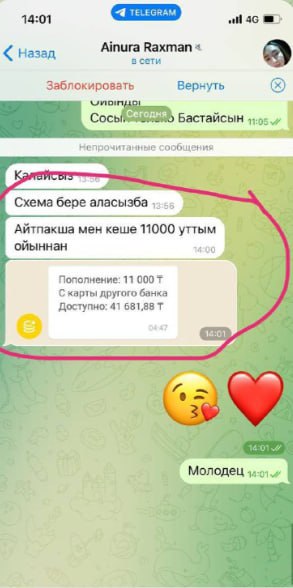 14:01
TELEGRAM
4G
Назад
Ainura Raxman
в сети
Заблокировать
Вернуть
Ойынды
Сегодня
Бастайсын 11:05
Непрочитанные сообщения
Калайсыз 13:56
Схема бере аласызба 13:56
Айтпакша мен кеше 11000 уттым
ойыннан
14:00
Пополнение: 11 000 ₸
С карты другого банка
Доступно: 41 681,88 ₸
04:47
14:01
14:01
Молодец 14:01